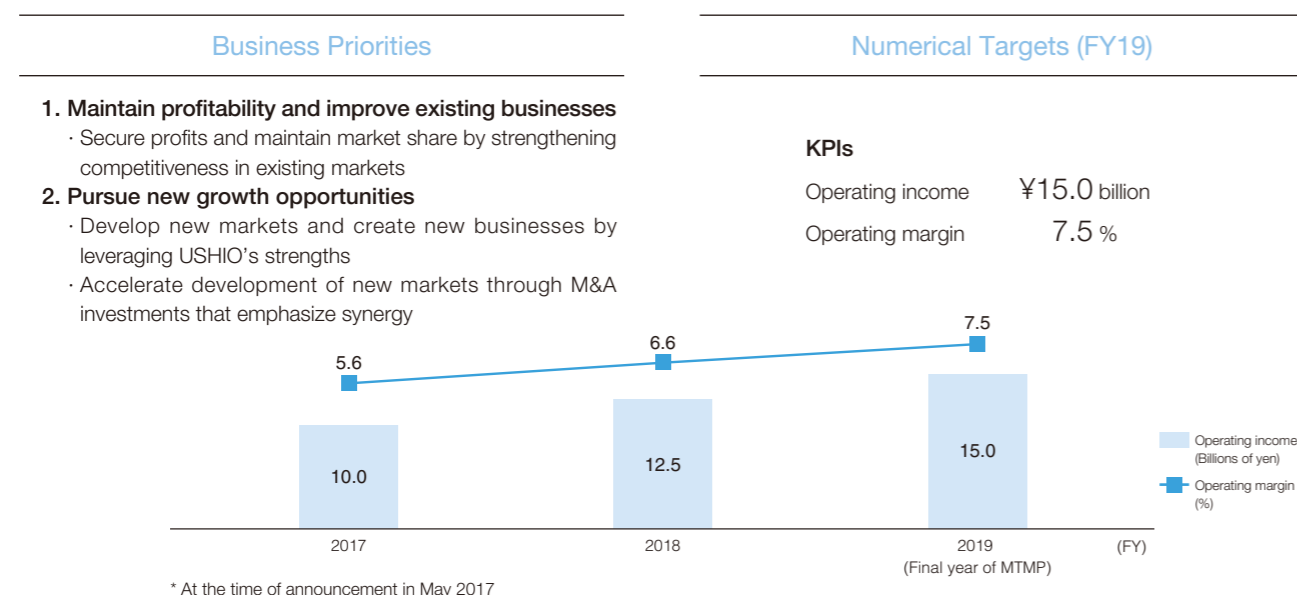 Business Priorities
1. Maintain profitability and improve existing businesses
· Secure profits and maintain market share by strengthening
competitiveness in existing markets
2. Pursue new growth opportunities
· Develop new markets and create new businesses by
leveraging USHIO's strengths
· Accelerate development of new markets through M&A
investments that emphasize synergy
Numerical Targets (FY19)
KPIs
Operating income ¥15.0 billion
Operating margin 7.5 %
5.6
6.6
7.5
10.0
12.5
15.0
Operating income
(Billions of yen)
Operating margin
(%)
2017
2018
2019
(Final year of MTMP)
(FY)
* At the time of announcement in May 2017